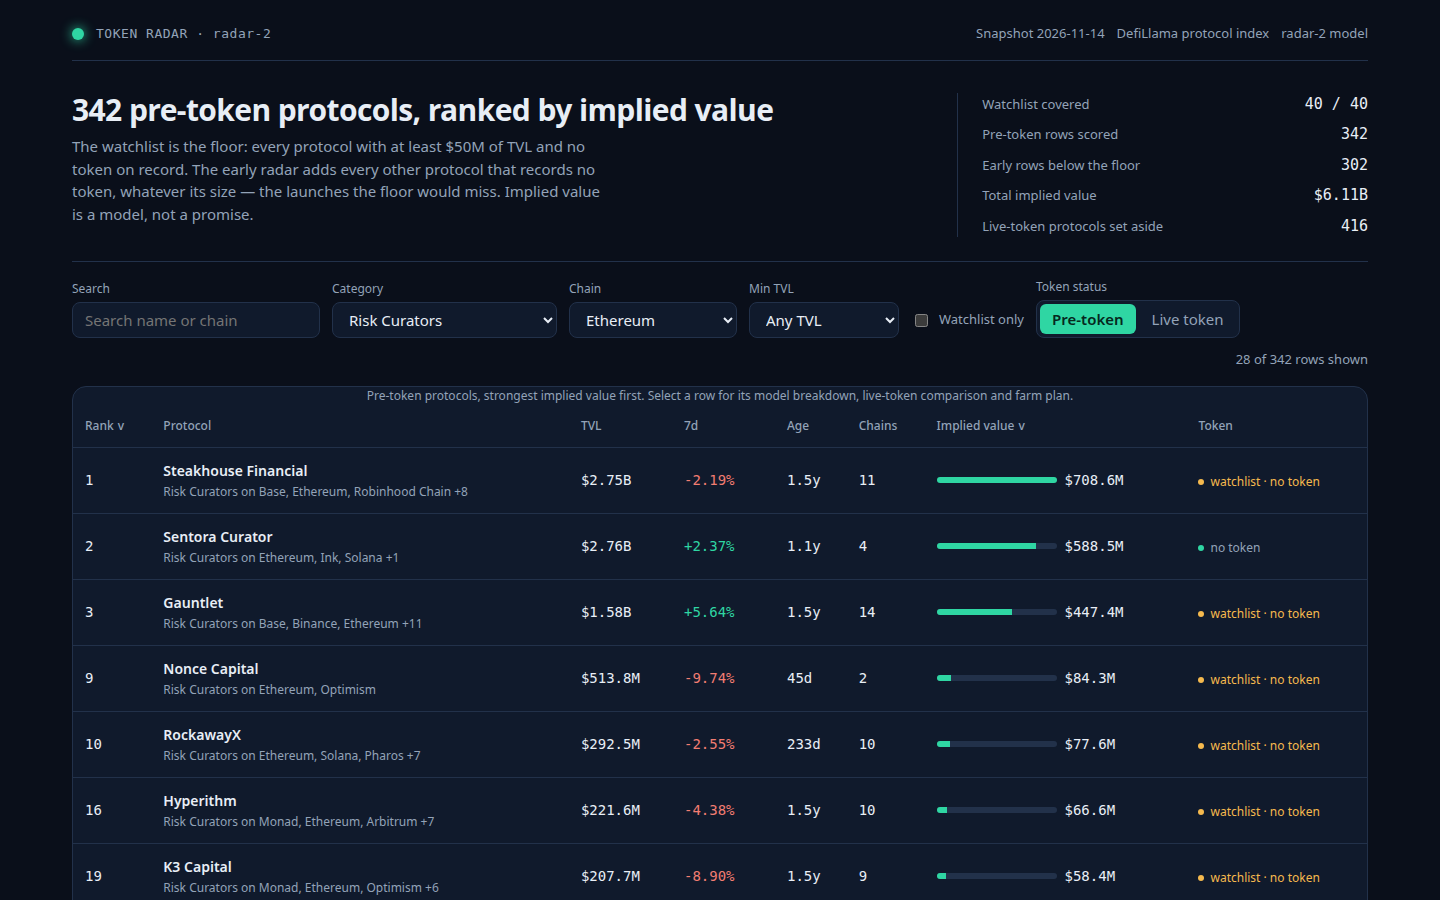 TOKEN RADAR · radar-2
Snapshot 2026-11-14 DefiLlama protocol index radar-2 model
342 pre-token protocols, ranked by implied value
The watchlist is the floor: every protocol with at least $50M of TVL and no
token on record. The early radar adds every other protocol that records no
token, whatever its size — the launches the floor would miss. Implied value
is a model, not a promise.
Watchlist covered 40 / 40
Pre-token rows scored 342
Early rows below the floor 302
Total implied value $6.11B
Live-token protocols set aside 416
Search
Category
Chain
Min TVL
Token status
Search name or chain
Risk Curators
Ethereum
Any TVL
Watchlist only
Pre-token
Live token
28 of 342 rows shown
Pre-token protocols, strongest implied value first. Select a row for its model breakdown, live-token comparison and farm plan.
Rank v Protocol TVL 7d Age Chains Implied value v Token
1 Steakhouse Financial $2.75B -2.19% 1.5y 11 $708.6M watchlist · no token
Risk Curators on Base, Ethereum, Robinhood Chain +8
2 Sentora Curator $2.76B +2.37% 1.1y 4 $588.5M no token
Risk Curators on Ethereum, Ink, Solana +1
3 Gauntlet $1.58B +5.64% 1.5y 14 $447.4M watchlist · no token
Risk Curators on Base, Binance, Ethereum +11
9 Nonce Capital $513.8M -9.74% 45d 2 $84.3M watchlist · no token
Risk Curators on Ethereum, Optimism
10 RockawayX $292.5M -2.55% 233d 10 $77.6M watchlist · no token
Risk Curators on Ethereum, Solana, Pharos +7
16 Hyperithm $221.6M -4.38% 1.5y 10 $66.6M watchlist · no token
Risk Curators on Monad, Ethereum, Arbitrum +7
19 K3 Capital $207.7M -8.90% 1.5y 9 $58.4M watchlist · no token
Risk Curators on Monad, Ethereum, Optimism +6